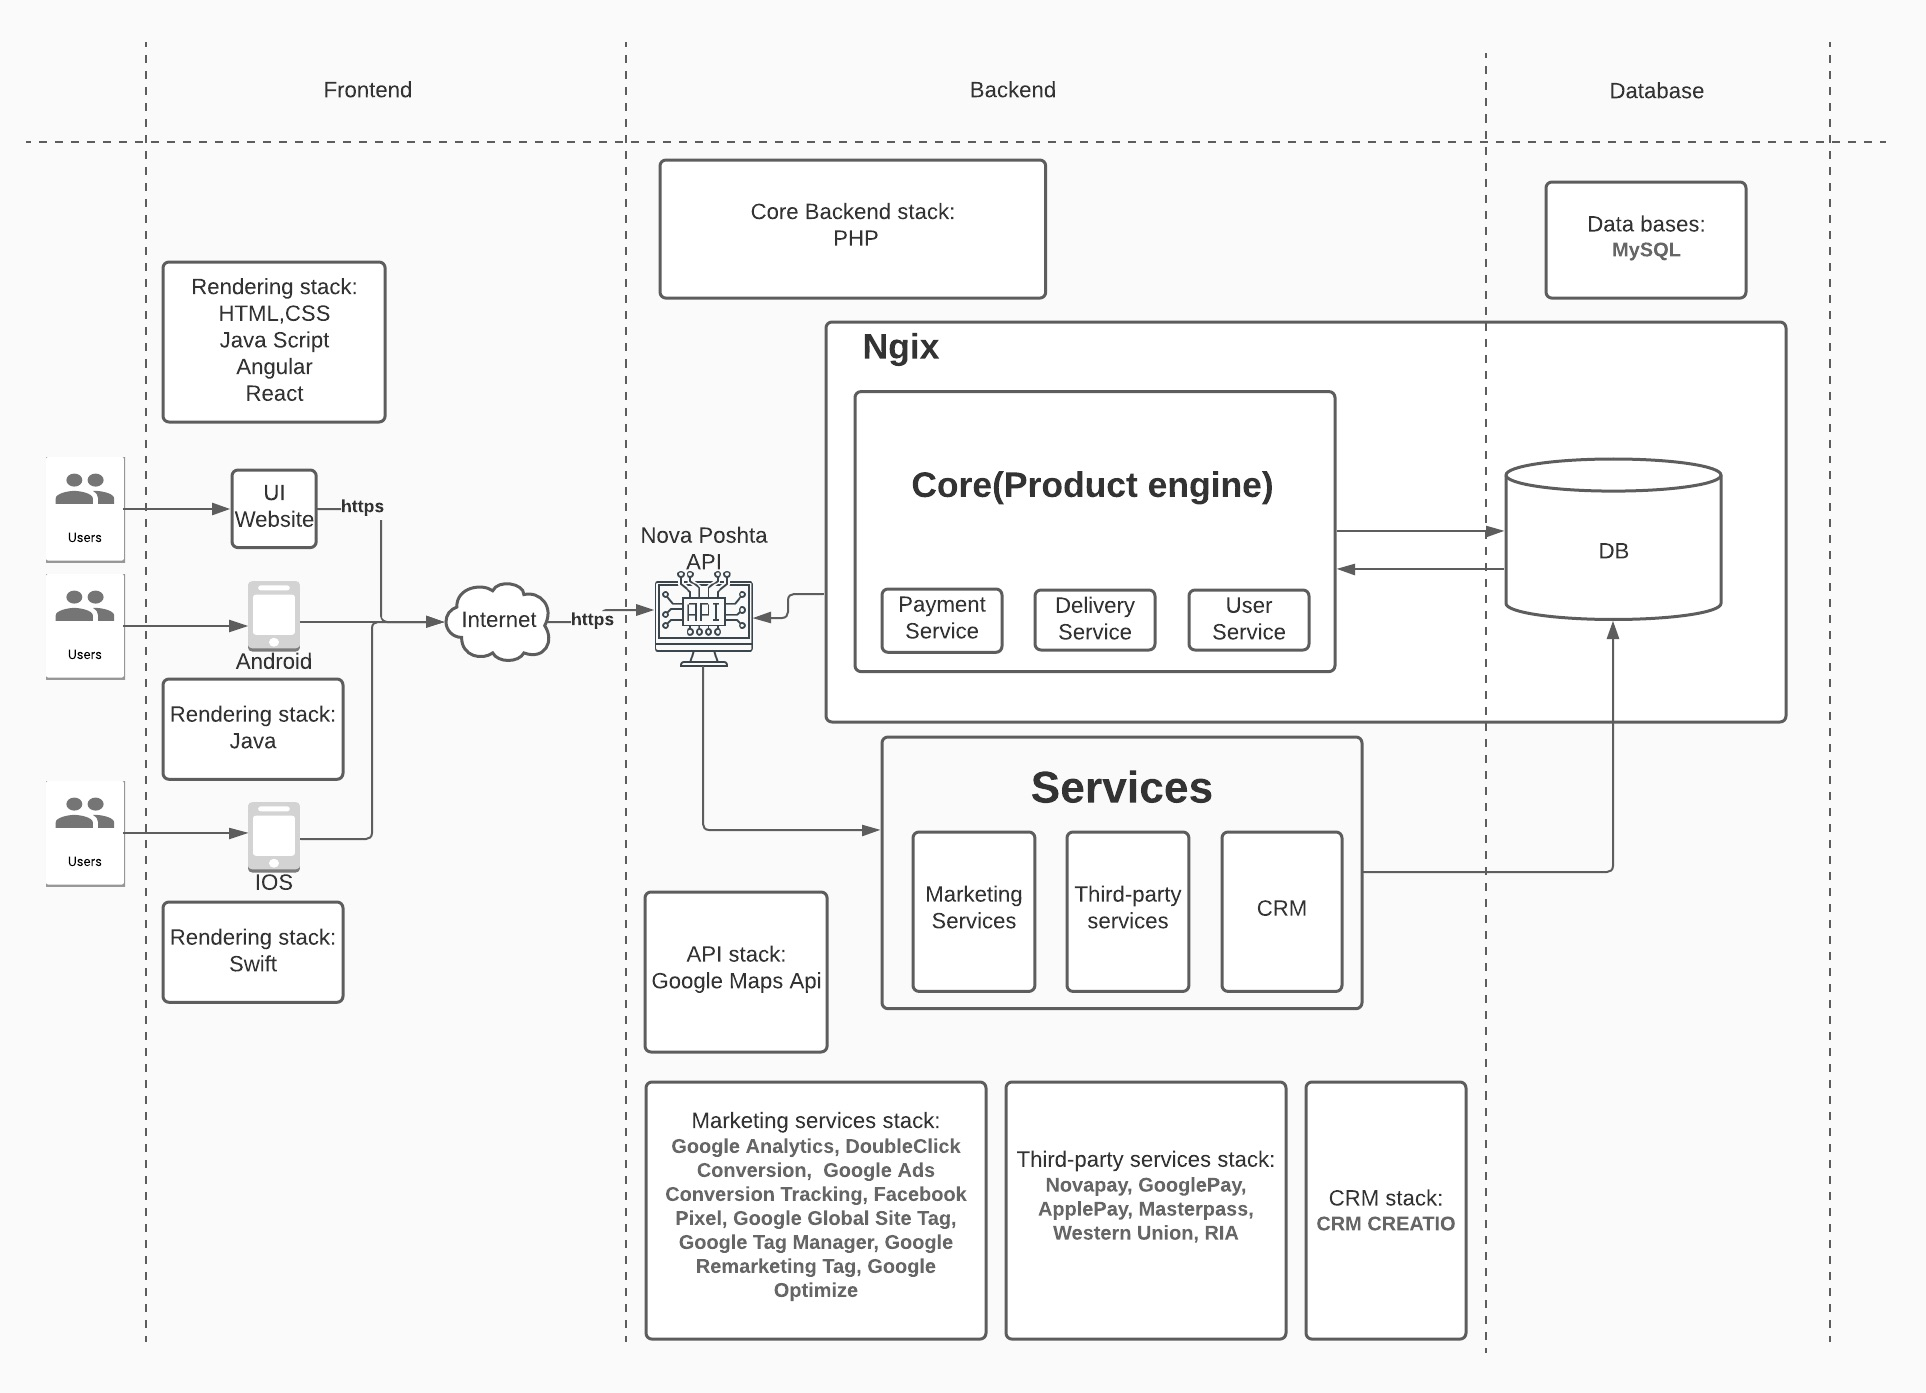 Frontend
Backend
Database
Core Backend stack:
PHP
Data bases:
MySQL
Rendering stack:
HTML,CSS
Java Script
Angular
React
Ngix
Core(Product engine)
Payment
Service
Delivery
Service
User
Service
DB
Users
UI
Website
https
Users
Android
Rendering stack:
Java
Internet
https
Nova Poshta
API
API
Users
IOS
Rendering stack:
Swift
Services
Marketing
Services
Third-party
services
CRM
API stack:
Google Maps Api
Marketing services stack:
Google Analytics, DoubleClick
Conversion,  Google Ads
Conversion Tracking, Facebook
Pixel, Google Global Site Tag,
Google Tag Manager, Google
Remarketing Tag, Google
Optimize
Third-party services stack:
Novapay, GooglePay,
ApplePay, Masterpass,
Western Union, RIA
CRM stack:
CRM CREATIO